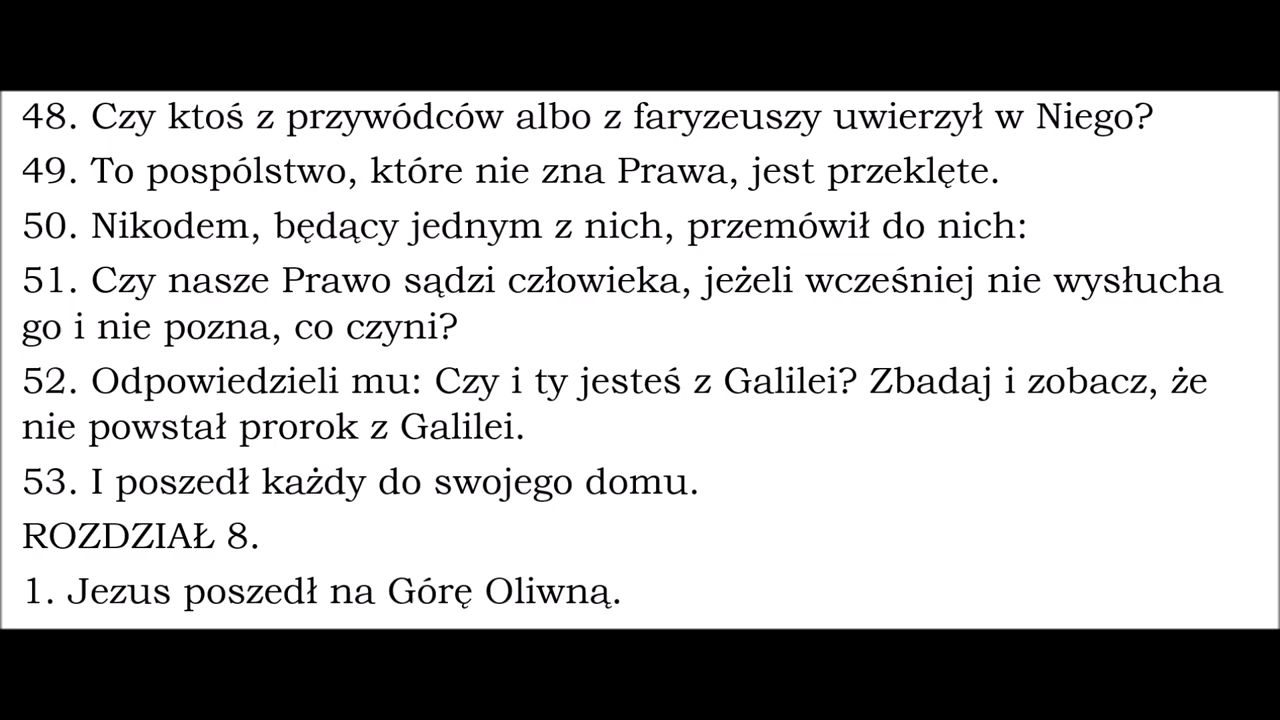 48. Czy ktoś z przywódców albo z faryzeuszy uwierzył w Niego?
49. To pospólstwo, które nie zna Prawa, jest przeklęte.
50. Nikodem, będący jednym z nich, przemówił do nich:
51. Czy nasze Prawo sądzi człowieka, jeżeli wcześniej nie wysłucha
go i nie pozna, co czyni?
52. Odpowiedzieli mu: Czy i ty jesteś z Galilei? Zbadaj i zobacz, że
nie powstał prorok z Galilei.
53. I poszedł każdy do swojego domu.
ROZDZIAŁ 8.
1. Jezus poszedł na Górę Oliwną.